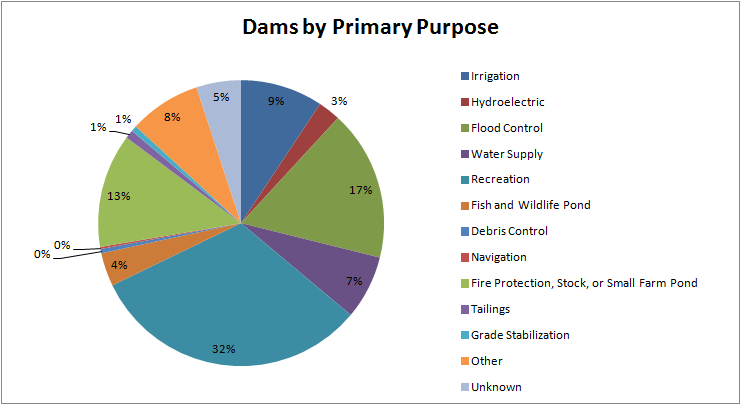 Dams by Primary Purpose
9%
3%
17%
7%
32%
4%
0%
0%
13%
1%
1%
8%
5%
Irrigation
Hydroelectric
Flood Control
Water Supply
Recreation
Fish and Wildlife Pond
Debris Control
Navigation
Fire Protection, Stock, or Small Farm Pond
Tailings
Grade Stabilization
Other
Unknown